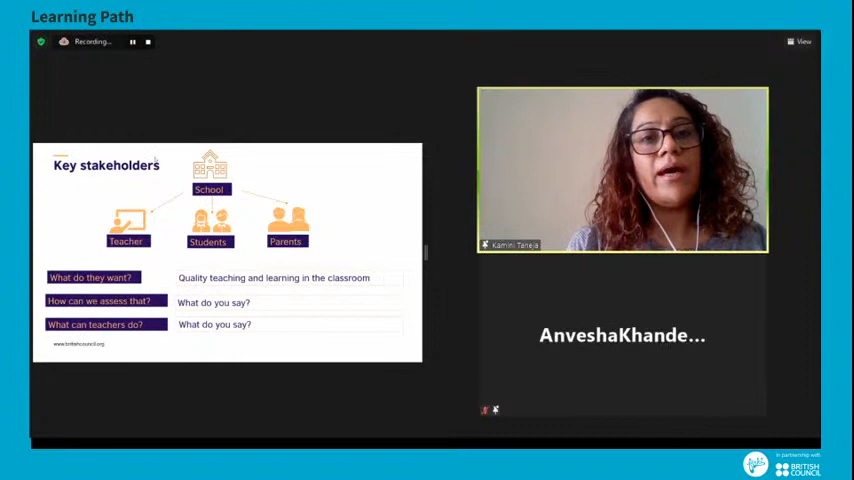 Learning Path
Recording...
View
Key stakeholders
School
Teacher
Students
Parents
What do they want?
Quality teaching and learning in the classroom
How can we assess that?
What do you say?
What can teachers do?
What do you say?
www.britishcouncil.org
Kamini Taneja
AnveshaKhande...
in partnership with
BRITISH
COUNCIL